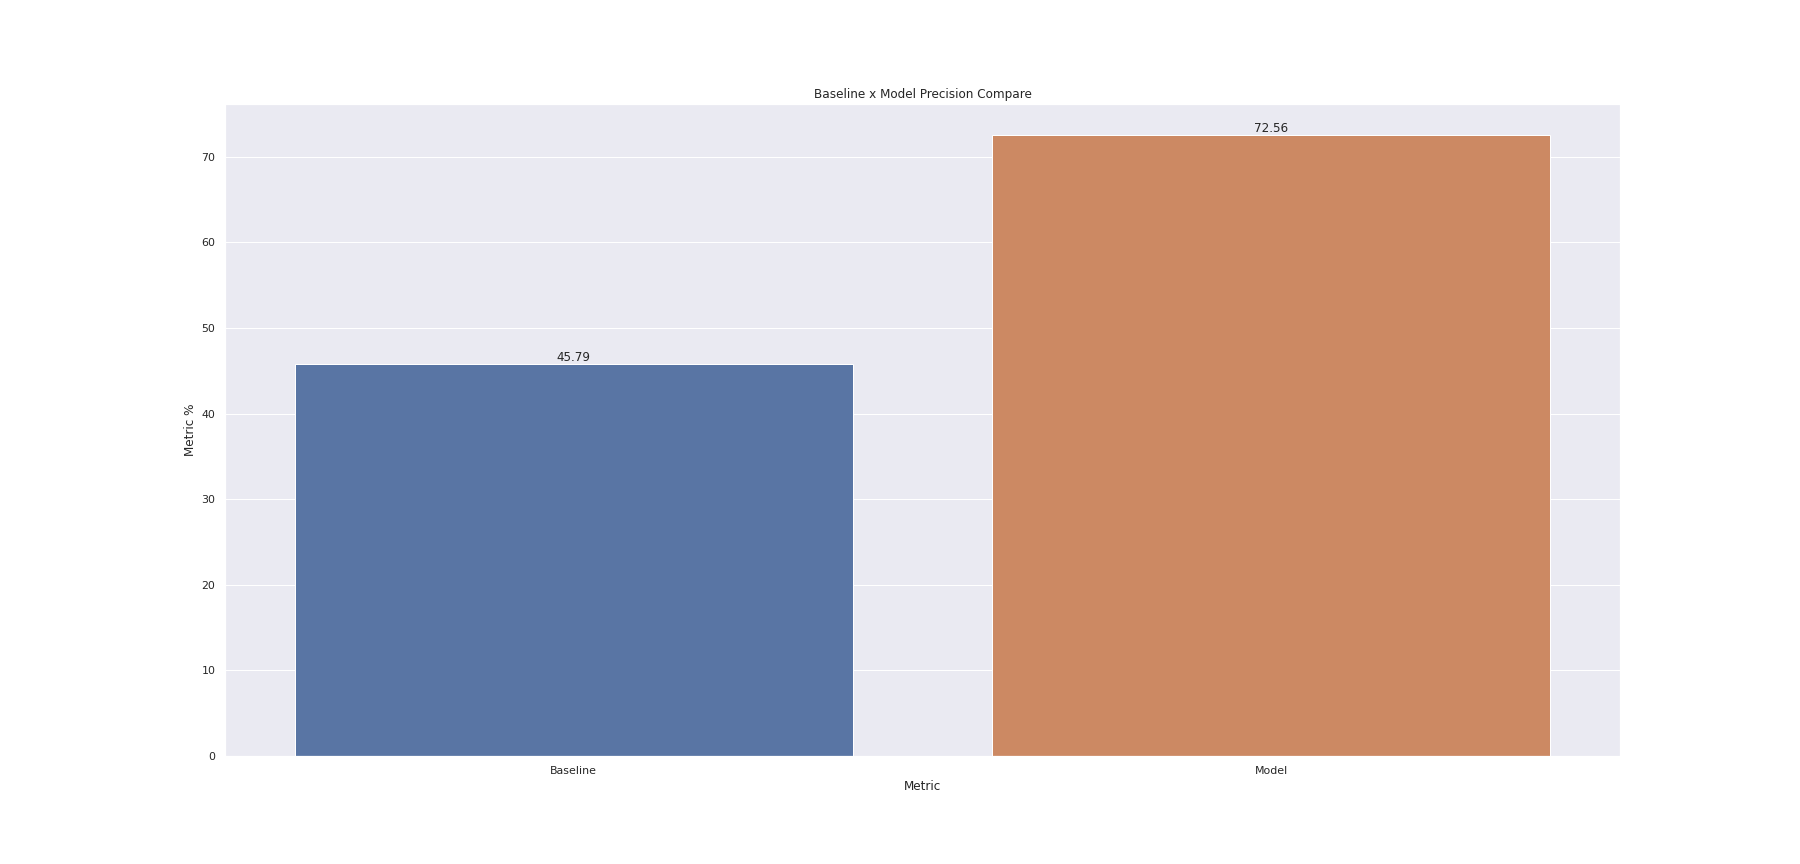 Baseline x Model Precision Compare
72.56
70
60
50
45.79
40
Metric %
30
20
10
0
Baseline
Model
Metric